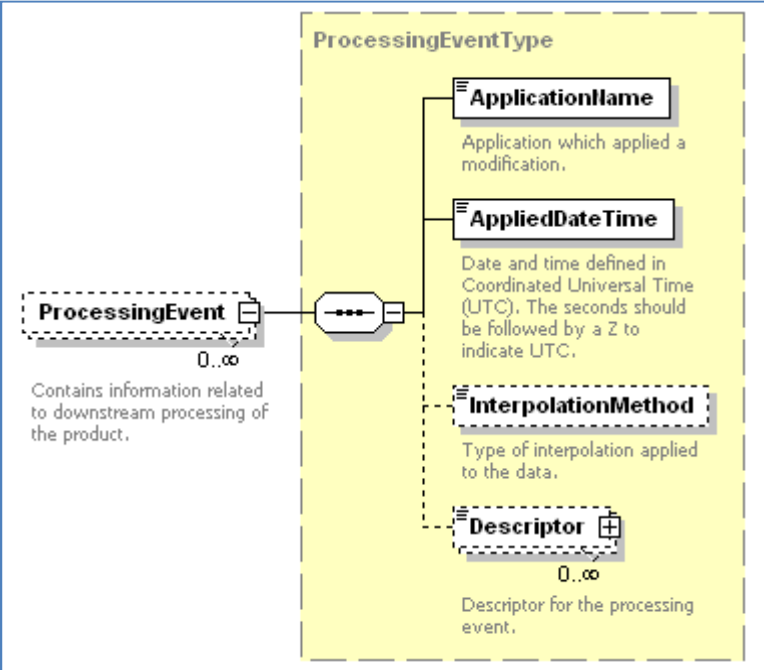 ProcessingEventType
ApplicationName
Application which applied a
modification.
AppliedDateTime
Date and time defined in
Coordinated Universal Time
(UTC). The seconds should
be followed by a Z to
indicate UTC.
ProcessingEvent
0..∞
Contains information related
to downstream processing of
the product.
InterpolationMethod
Type of interpolation applied
to the data.
Descriptor
0..∞
Descriptor for the processing
event.